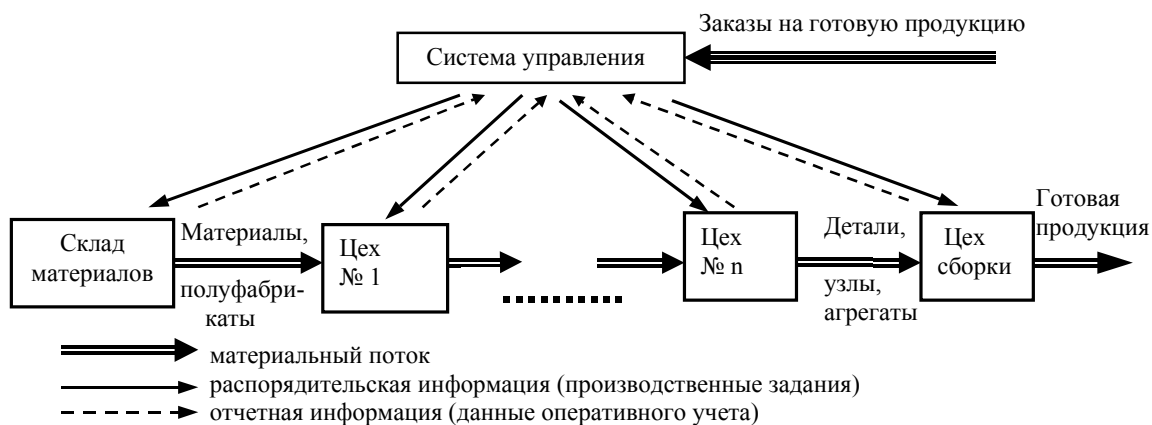 Заказы на готовую продукцию
Система управления
Склад
материалов
Материалы,
полуфабри-
каты
Цех
№ 1
Цех
№ n
Детали,
узлы,
агрегаты
Цех
сборки
Готовая
продукция
материальный поток
распорядительская информация (производственные задания)
отчетная информация (данные оперативного учета)